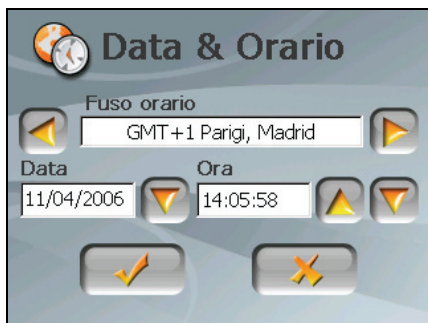 Data & Orario
Fuso orario
GMT+1 Parigi, Madrid
Data Ora
11/04/2006 14:05:58